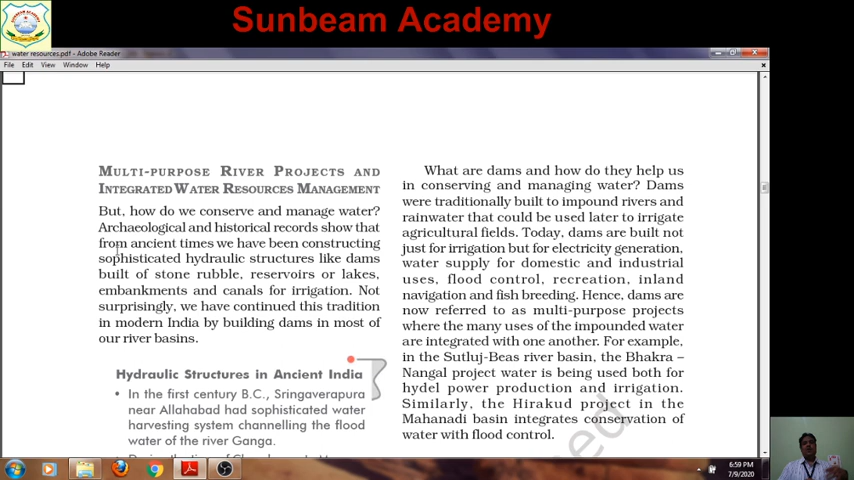 Sunbeam Academy
water resources.pdf - Adobe Reader
File Edit View Window Help
MULTI-PURPOSE RIVER PROJECTS AND
INTEGRATED WATER RESOURCES MANAGEMENT
But, how do we conserve and manage water?
Archaeological and historical records show that
from ancient times we have been constructing
sophisticated hydraulic structures like dams
built of stone rubble, reservoirs or lakes,
embankments and canals for irrigation. Not
surprisingly, we have continued this tradition
in modern India by building dams in most of
our river basins.
Hydraulic Structures in Ancient India
• In the first century B.C., Sringaverapura
near Allahabad had sophisticated water
harvesting system channelling the flood
water of the river Ganga.
What are dams and how do they help us
in conserving and managing water? Dams
were traditionally built to impound rivers and
rainwater that could be used later to irrigate
agricultural fields. Today, dams are built not
just for irrigation but for electricity generation,
water supply for domestic and industrial
uses, flood control, recreation, inland
navigation and fish breeding. Hence, dams are
now referred to as multi-purpose projects
where the many uses of the impounded water
are integrated with one another. For example,
in the Sutluj-Beas river basin, the Bhakra –
Nangal project water is being used both for
hydel power production and irrigation.
Similarly, the Hirakud project in the
Mahanadi basin integrates conservation of
water with flood control.
6:59 PM
7/9/2020